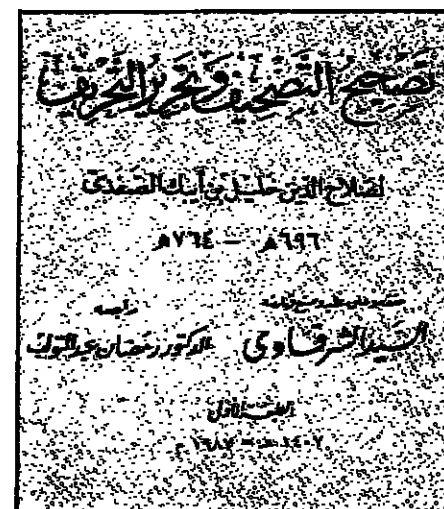 تصحيح التصحيف وتحرير التحريف
لصلاح الدين خليل بن أيبك الصفدي
٦٩٦هـ - ٧٦٤هـ
راجعه
السيد الشرقاوي الدكتور رمضان عبد التواب
الطبعة الأولى
١٤٠٧هـ = ١٩٨٧م